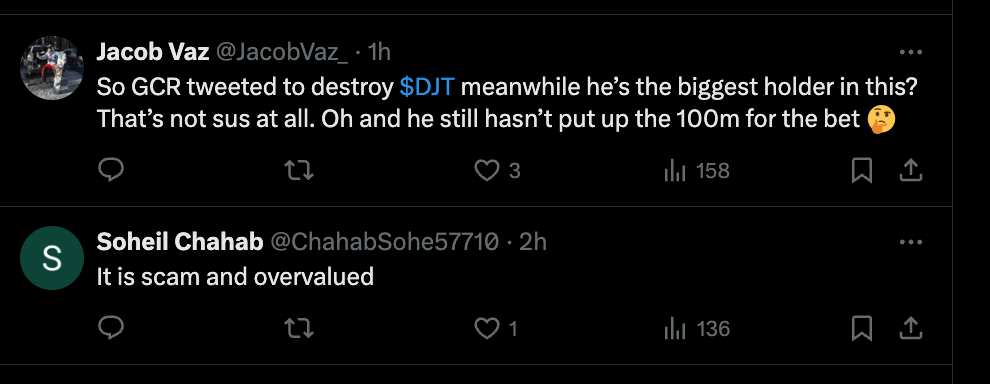 Jacob Vaz @JacobVaz_ · 1h
So GCR tweeted to destroy $DJT meanwhile he’s the biggest holder in this?
That’s not sus at all. Oh and he still hasn’t put up the 100m for the bet 🤔
3 158
Soheil Chahab @ChahabSohe57710 · 2h
S
It is scam and overvalued
1 136